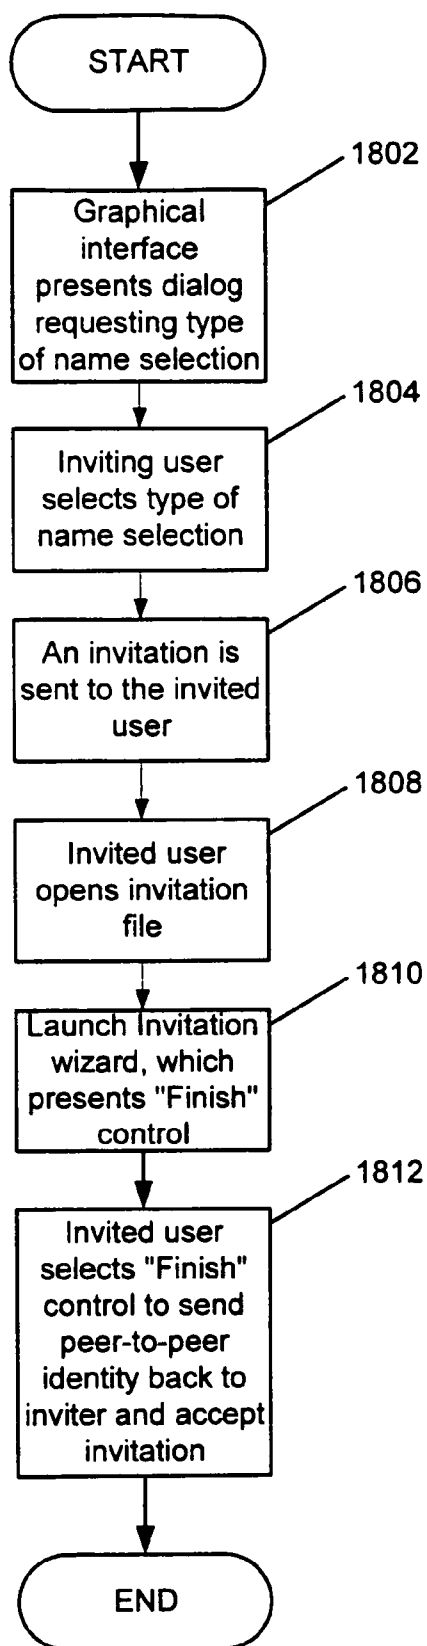 START
1802
Graphical
interface
presents dialog
requesting type
of name selection
1804
Inviting user
selects type of
name selection
1806
An invitation is
sent to the invited
user
1808
Invited user
opens invitation
file
1810
Launch Invitation
wizard, which
presents "Finish"
control
1812
Invited user
selects "Finish"
control to send
peer-to-peer
identity back to
inviter and accept
invitation
END